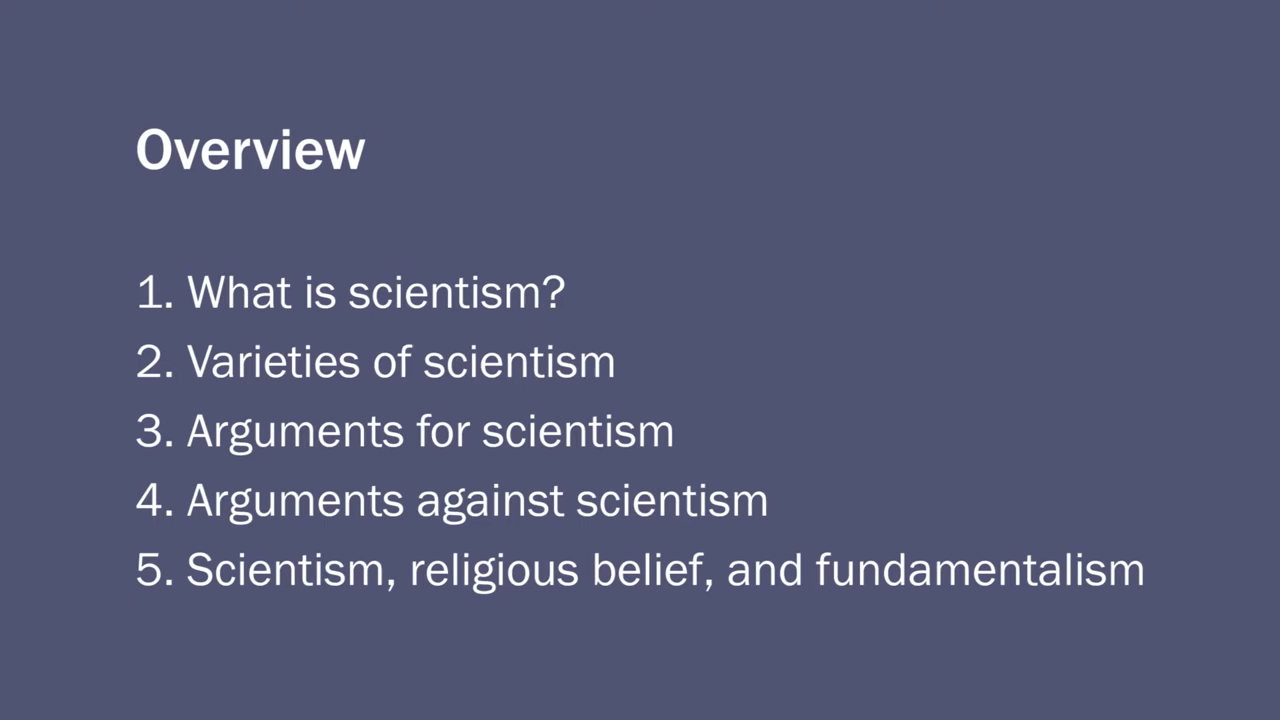 Overview
1. What is scientism?
2. Varieties of scientism
3. Arguments for scientism
4. Arguments against scientism
5. Scientism, religious belief, and fundamentalism